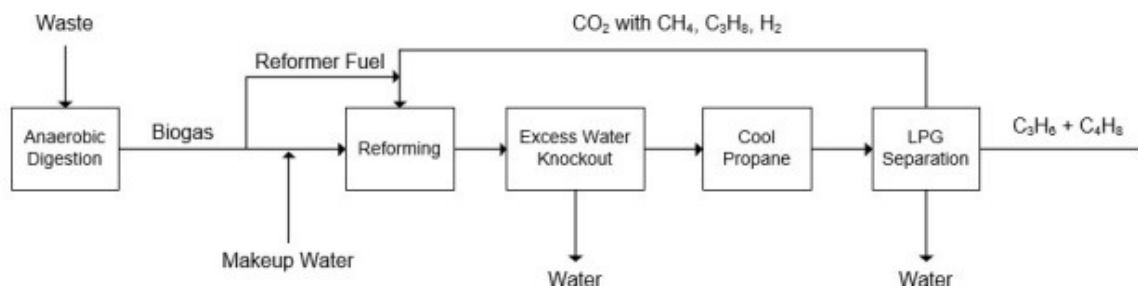 Waste
CO₂ with CH₄, C₃H₈, H₂
Reformer Fuel
Anaerobic
Digestion
Biogas
Reforming
Excess Water
Knockout
Cool
Propane
LPG
Separation
C₃H₆ + C₄H₈
Makeup Water
Water
Water